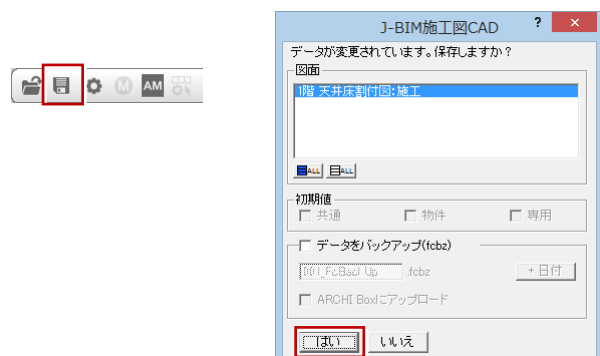 J-BIM施工図CAD ? ×
データが変更されています。保存しますか?
図面
M AM
1階 天井床割付図:施工
ALL ALL
初期値
共通 物件 専用
データをバックアップ(fcbz)
.fcbz +日付
ARCHI Boxにアップロード
はい いいえ